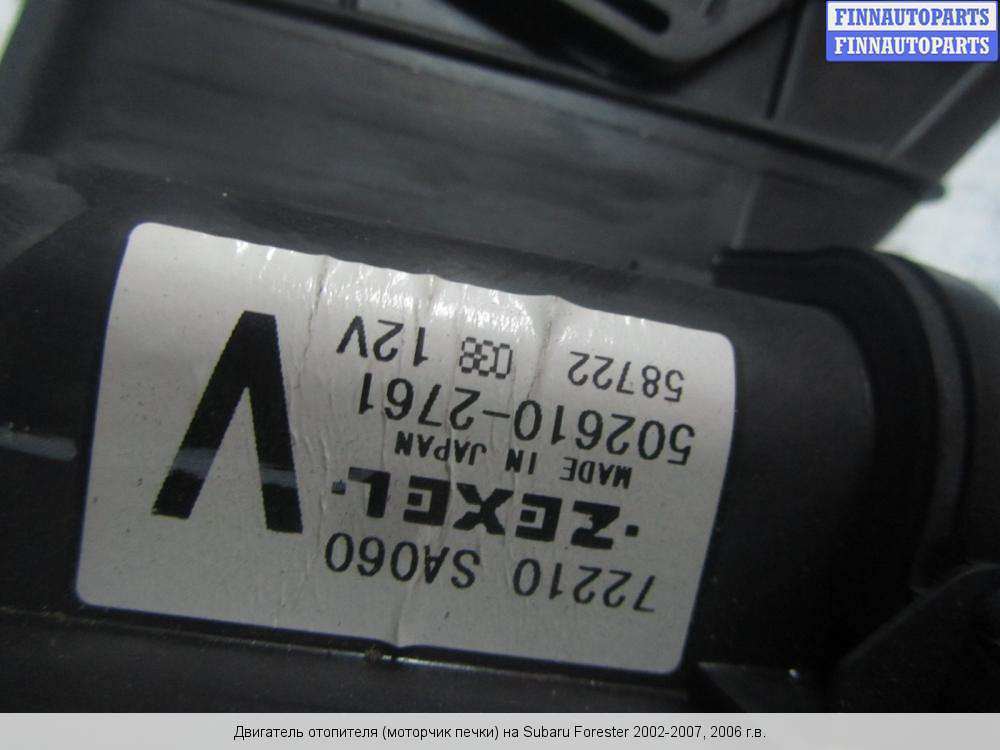 FINNAUTOPARTS
FINNAUTOPARTS
72210 SA060
ZEXEL
MADE IN JAPAN
502610-2761
58722 12V
V
Двигатель отопителя (моторчик печки) на Subaru Forester 2002-2007, 2006 г.в.